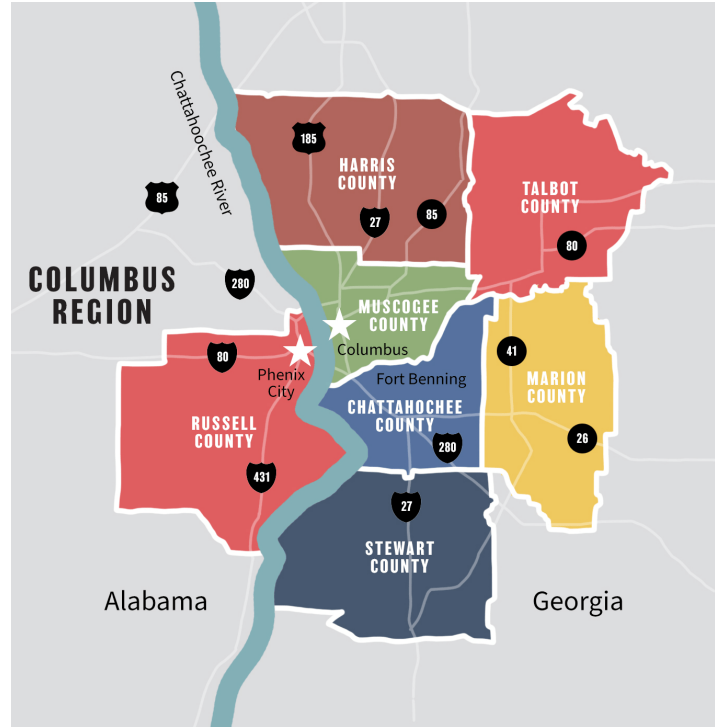 Chattahoochee River
185
HARRIS
COUNTY
27
85
TALBOT
COUNTY
80
85
280
COLUMBUS
REGION
MUSCOGEE
COUNTY
Columbus
80
Phenix
City
Fort Benning
41
MARION
COUNTY
26
CHATTAHOCHEE
COUNTY
280
RUSSELL
COUNTY
431
27
STEWART
COUNTY
Alabama
Georgia